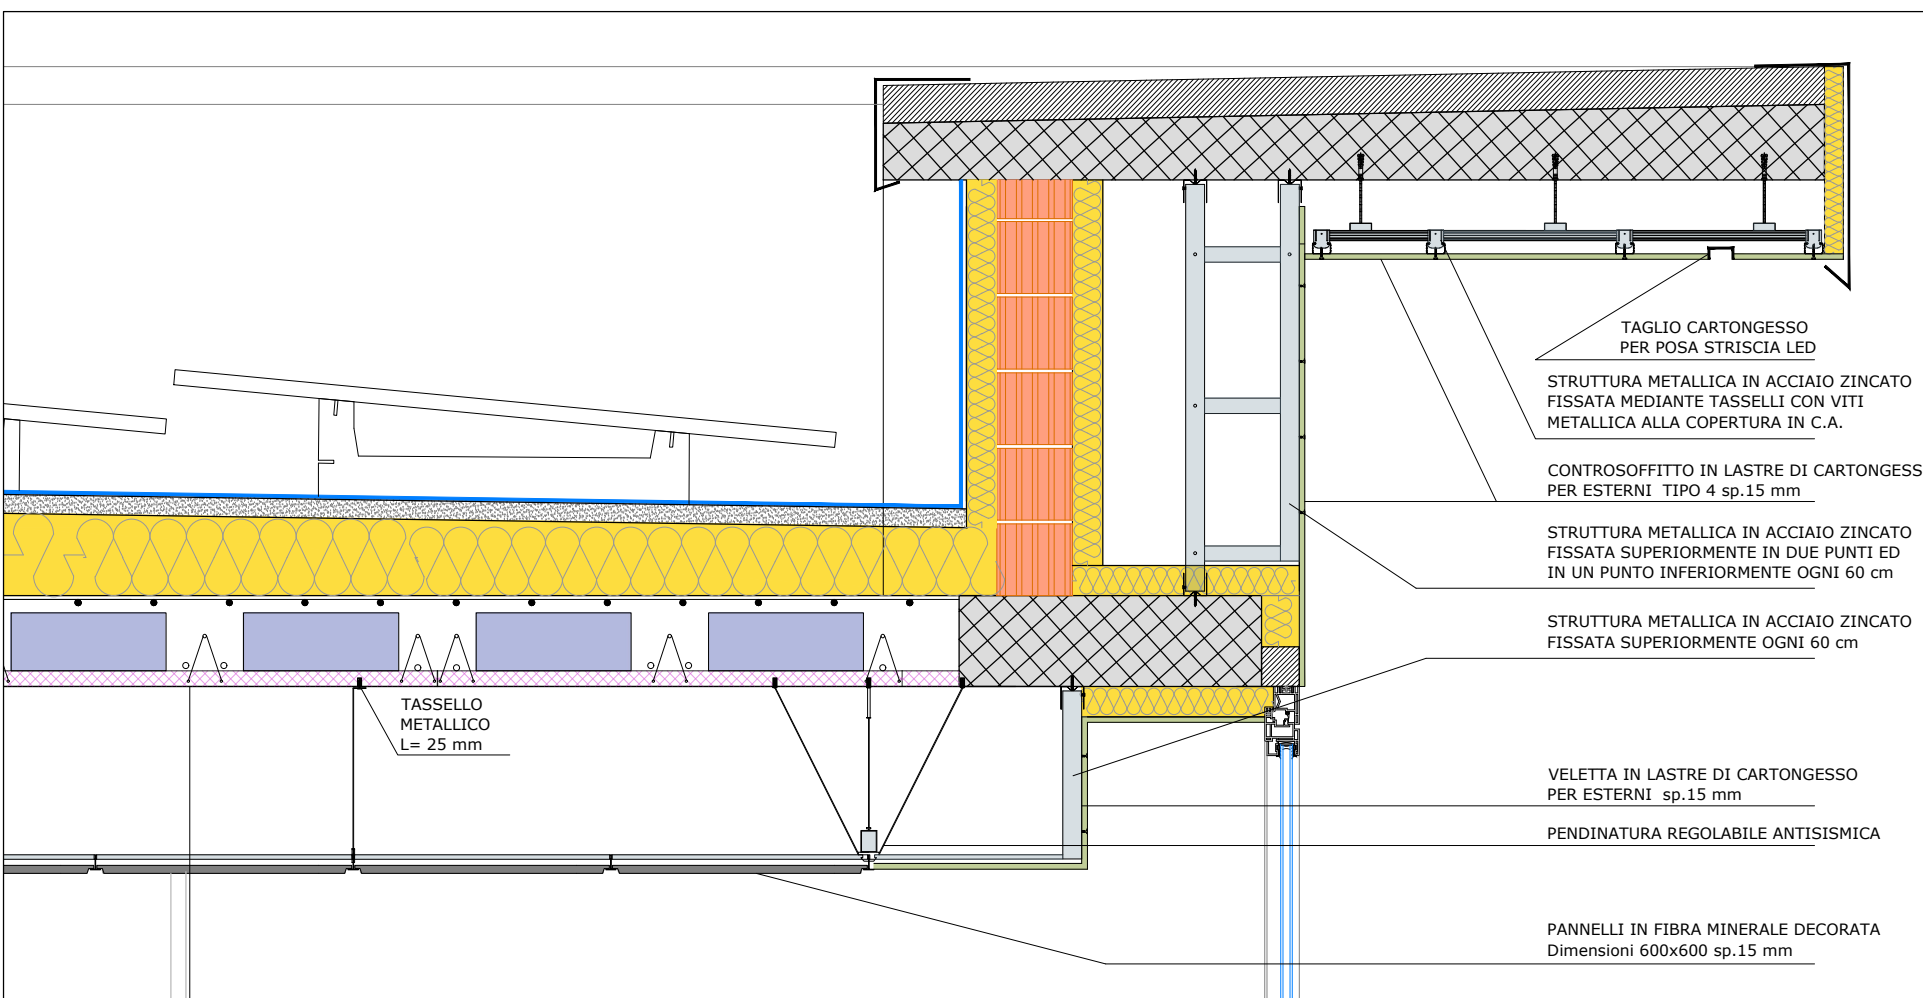 TAGLIO CARTONGESSO
PER POSA STRISCIA LED
STRUTTURA METALLICA IN ACCIAIO ZINCATO
FISSATA MEDIANTE TASSELLI CON VITI
METALLICA ALLA COPERTURA IN C.A.
CONTROSOFFITTO IN LASTRE DI CARTONGESS
PER ESTERNI TIPO 4 sp.15 mm
STRUTTURA METALLICA IN ACCIAIO ZINCATO
FISSATA SUPERIORMENTE IN DUE PUNTI ED
IN UN PUNTO INFERIORMENTE OGNI 60 cm
STRUTTURA METALLICA IN ACCIAIO ZINCATO
FISSATA SUPERIORMENTE OGNI 60 cm
TASSELLO
METALLICO
L= 25 mm
VELETTA IN LASTRE DI CARTONGESSO
PER ESTERNI sp.15 mm
PENDINATURA REGOLABILE ANTISISMICA
PANNELLI IN FIBRA MINERALE DECORATA
Dimensioni 600x600 sp.15 mm